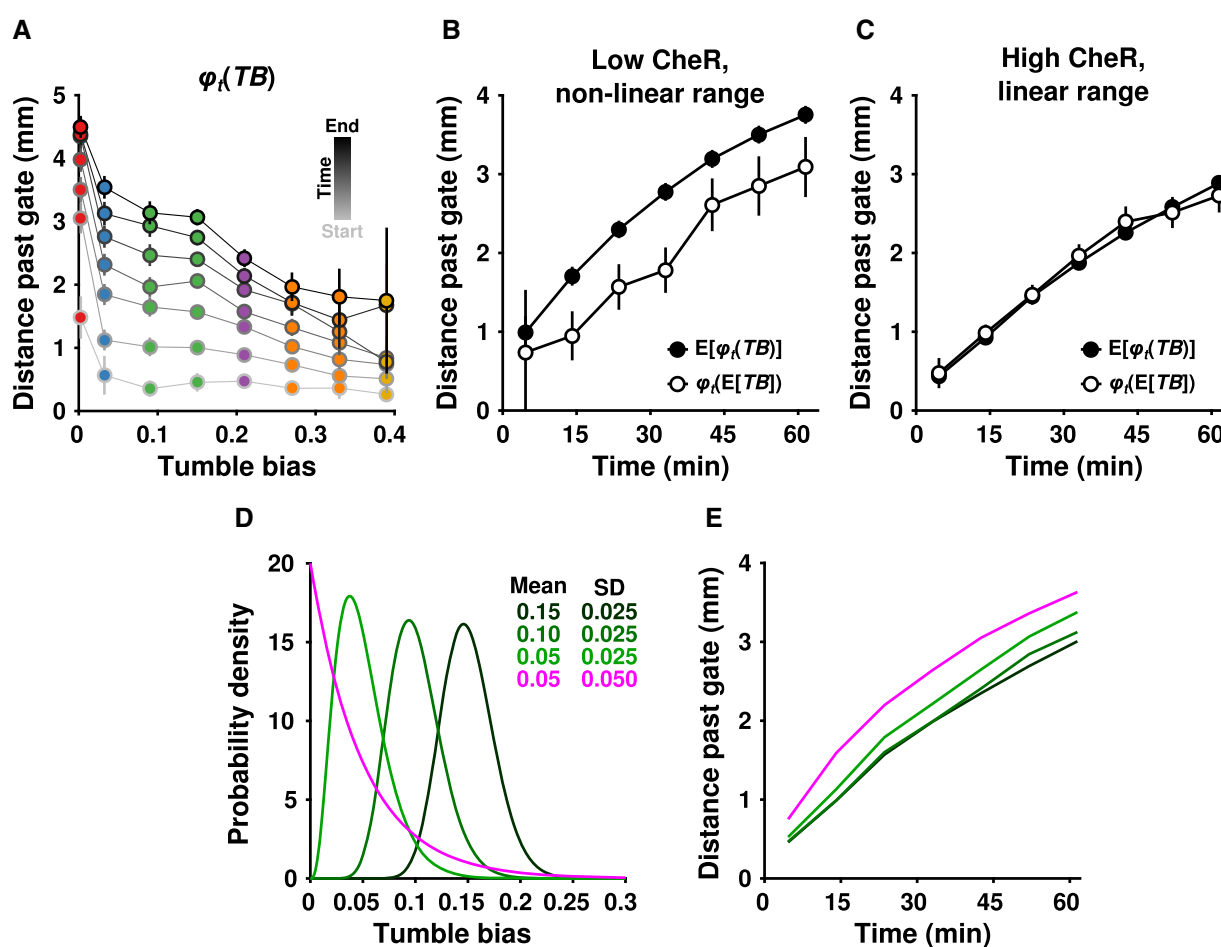 A
φt(TB)
Distance past gate (mm)
5
4
3
2
1
0
0
0.1
0.2
0.3
0.4
Tumble bias
End
Time
Start
B
Low CheR,
non-linear range
Distance past gate (mm)
4
3
2
1
0
0
15
30
45
60
Time (min)
E[φt(TB)]
φt(E[TB])
C
High CheR,
linear range
Distance past gate (mm)
4
3
2
1
0
0
15
30
45
60
Time (min)
E[φt(TB)]
φt(E[TB])
D
Probability density
20
15
10
5
0
0
0.05
0.1
0.15
0.2
0.25
0.3
Tumble bias
Mean SD
0.15 0.025
0.10 0.025
0.05 0.025
0.05 0.050
E
Distance past gate (mm)
4
3
2
1
0
0
15
30
45
60
Time (min)